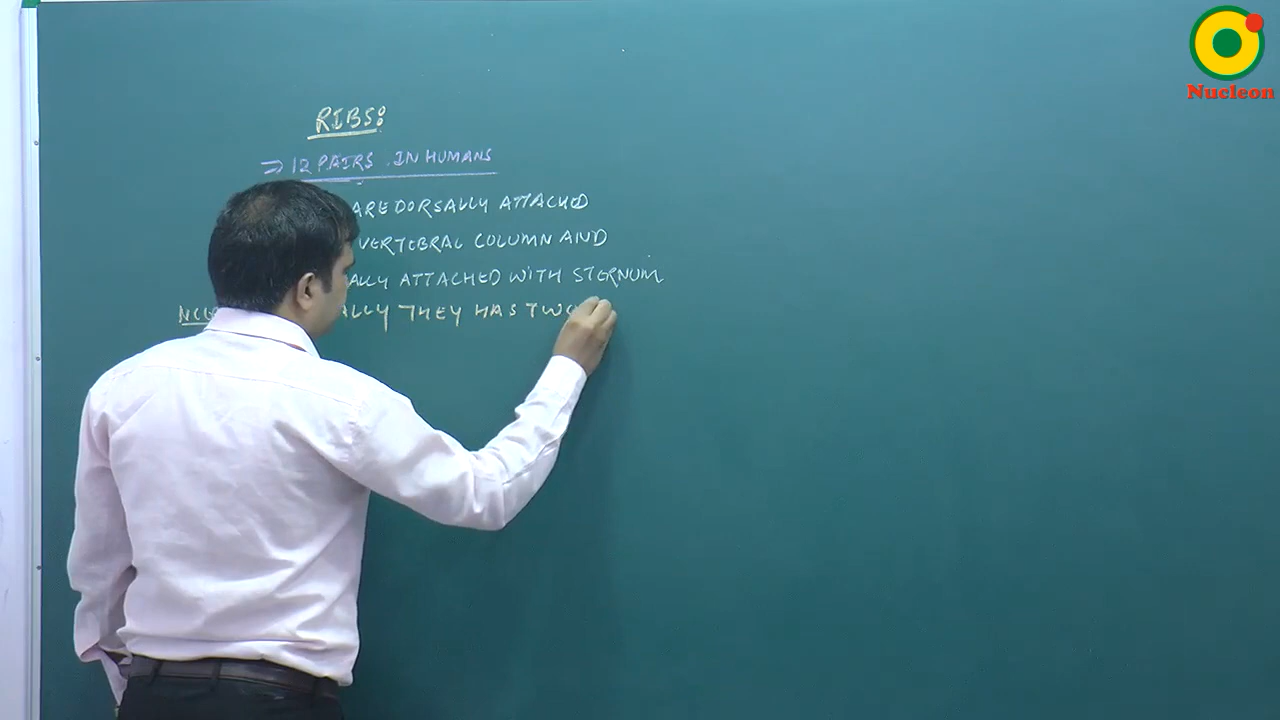 Nucleon
RIBS:
⇒ 12 PAIRS IN HUMANS
ARE DORSALLY ATTACHED
VERTEBRAL COLUMN AND
ALLY ATTACHED WITH STERNUM
ALLY THEY HAS TWO